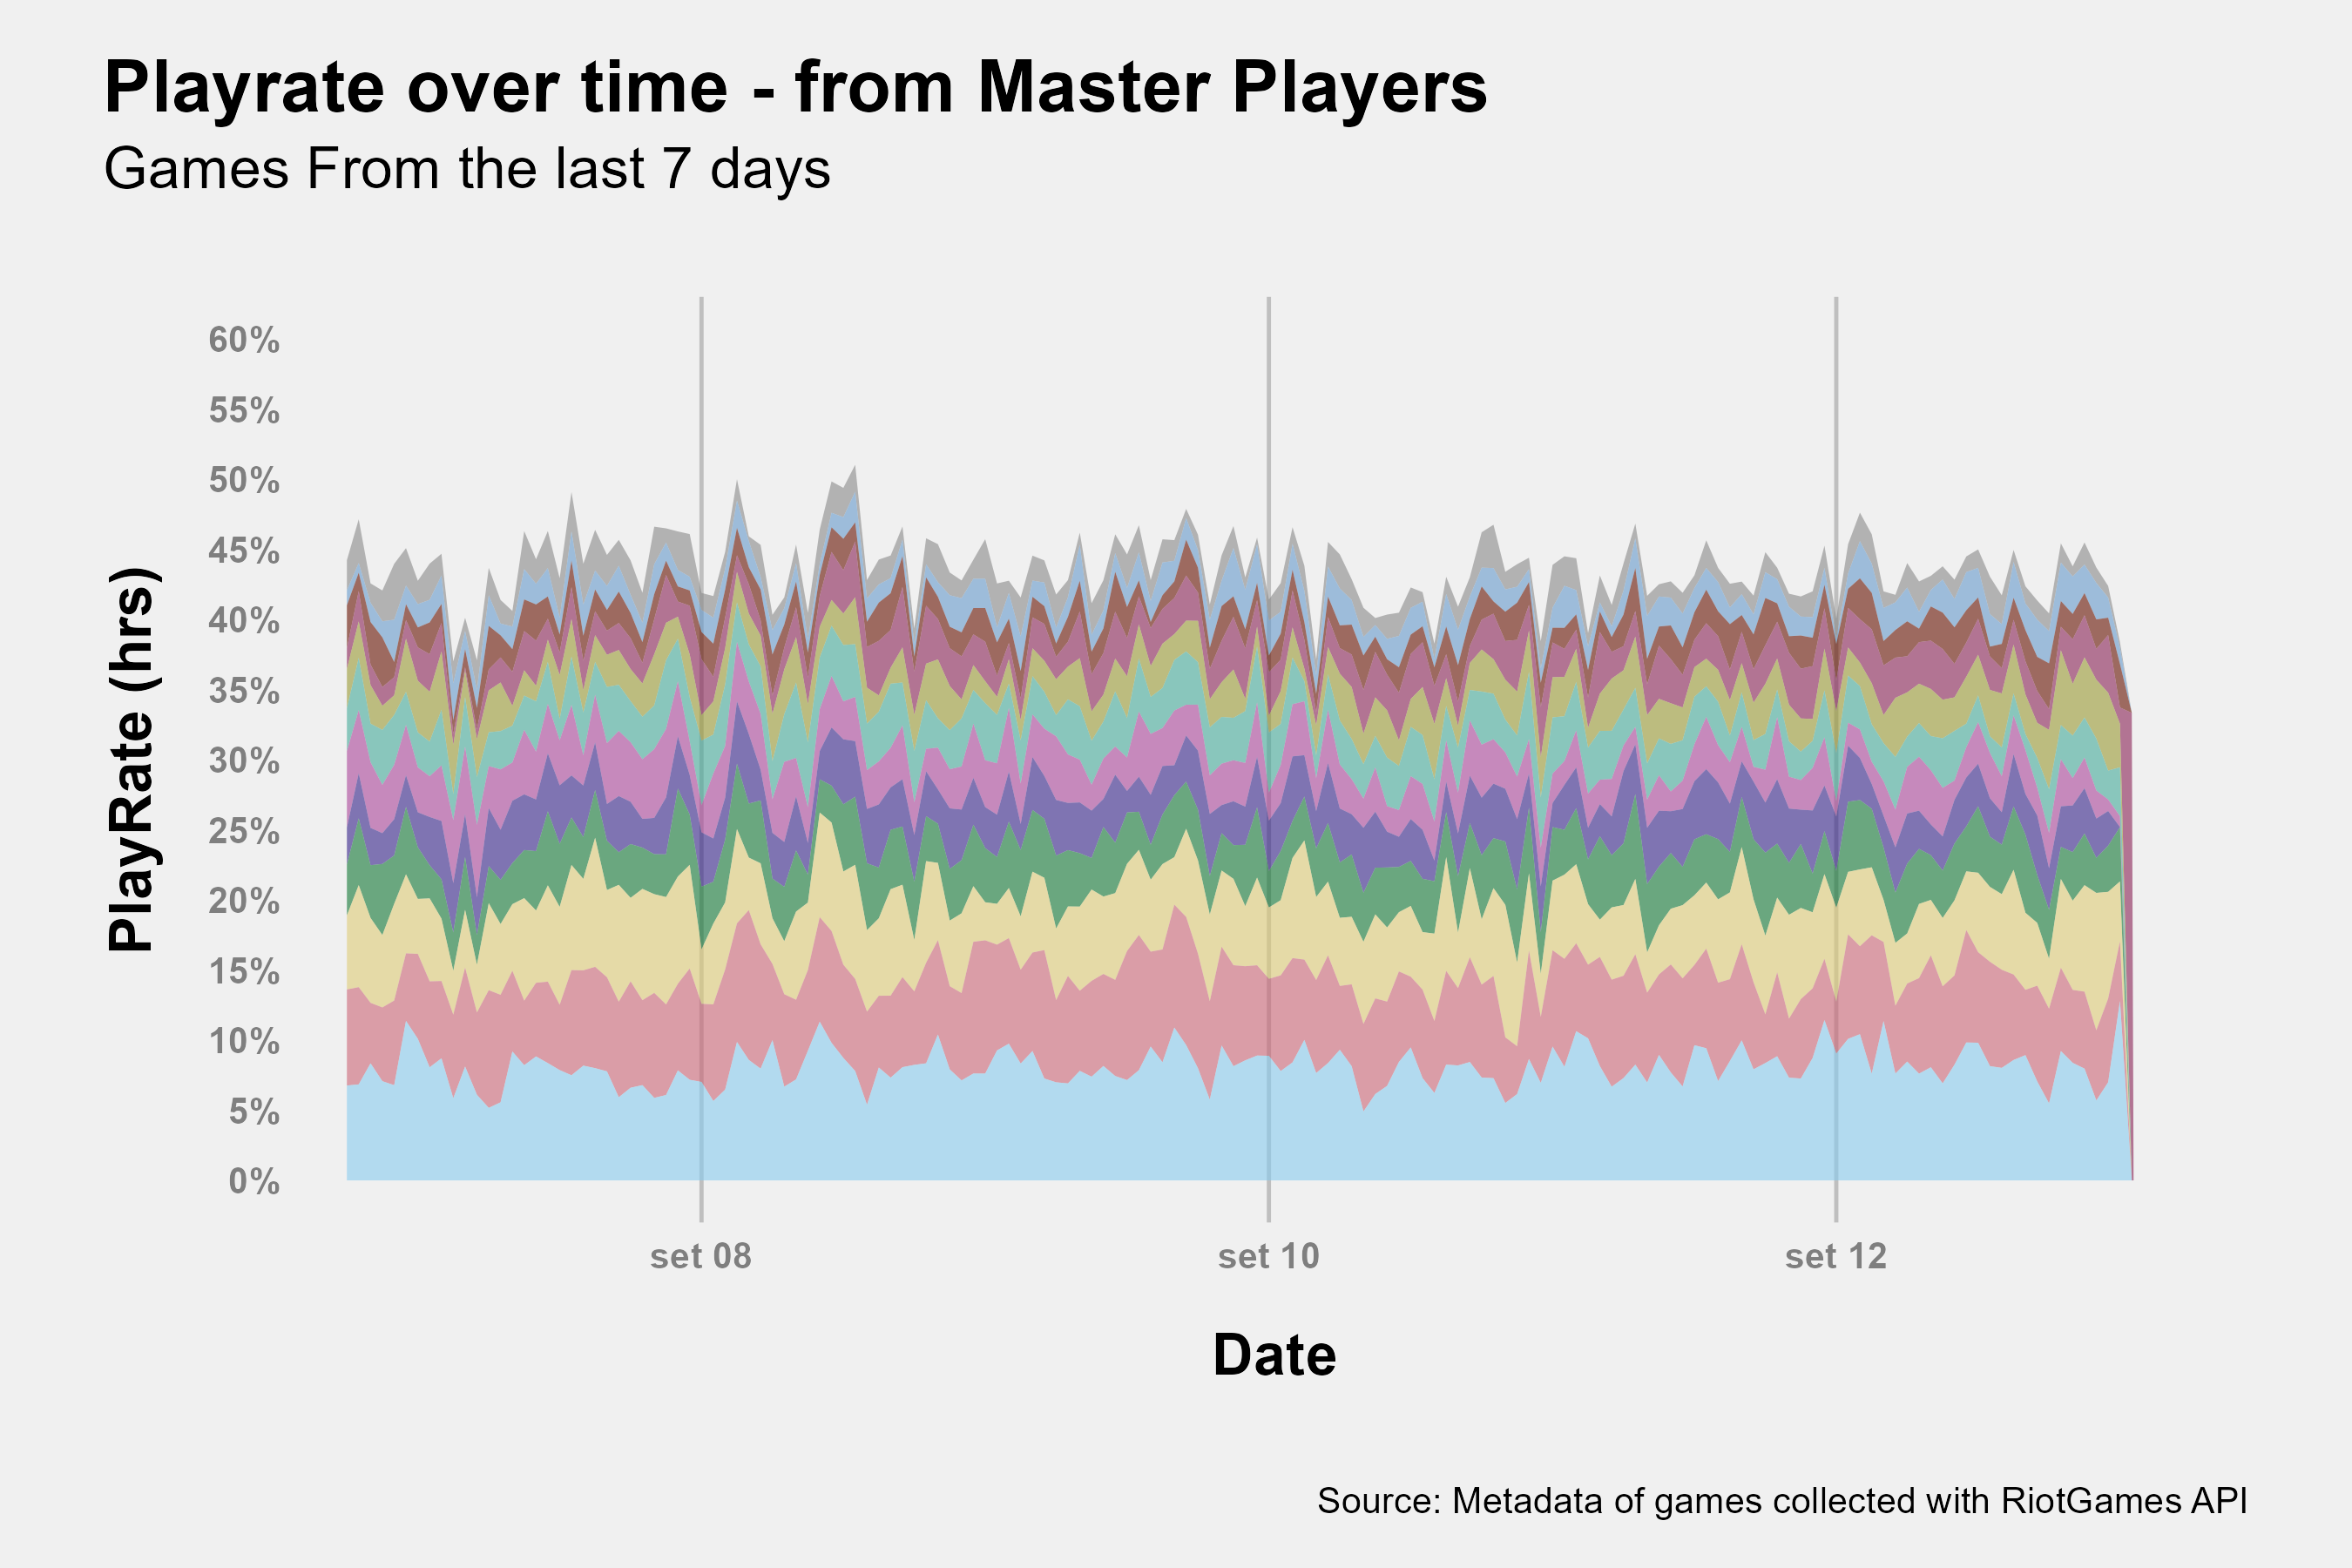 Playrate over time - from Master Players
Games From the last 7 days
60%
55%
50%
45%
40%
35%
30%
25%
20%
15%
10%
5%
0%
PlayRate (hrs)
set 08
set 10
set 12
Date
Source: Metadata of games collected with RiotGames API